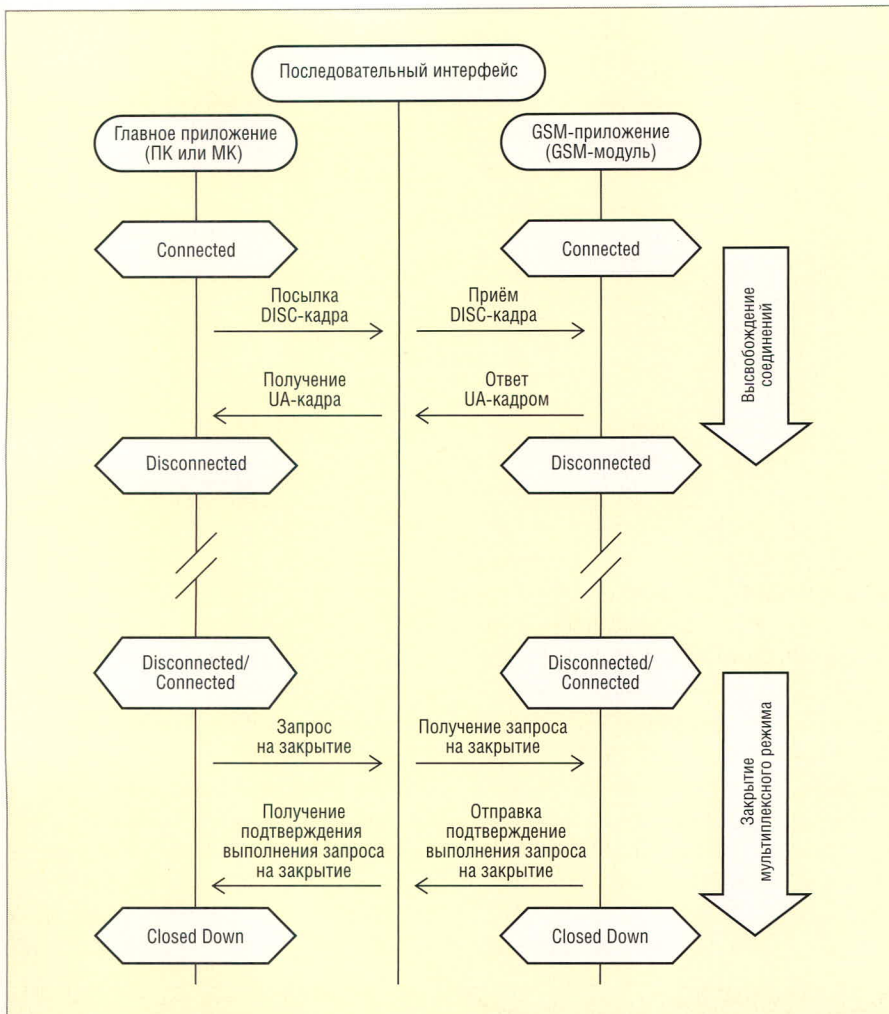 Последовательный интерфейс
Главное приложение
(ПК или МК)
GSM-приложение
(GSM-модуль)
Connected
Connected
Посылка
DISC-кадра
Приём
DISC-кадра
Получение
UA-кадра
Ответ
UA-кадром
Высвобождение
соединений
Disconnected
Disconnected
Disconnected/
Connected
Disconnected/
Connected
Запрос
на закрытие
Получение запроса
на закрытие
Получение
подтверждения
выполнения запроса
на закрытие
Отправка
подтверждение
выполнения запроса
на закрытие
Закрытие
мультиплексного режима
Closed Down
Closed Down